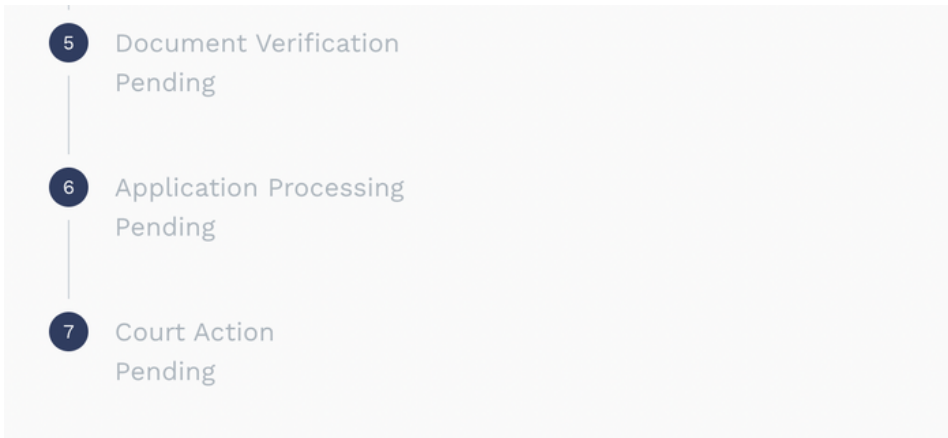 5 Document Verification
Pending
6 Application Processing
Pending
7 Court Action
Pending